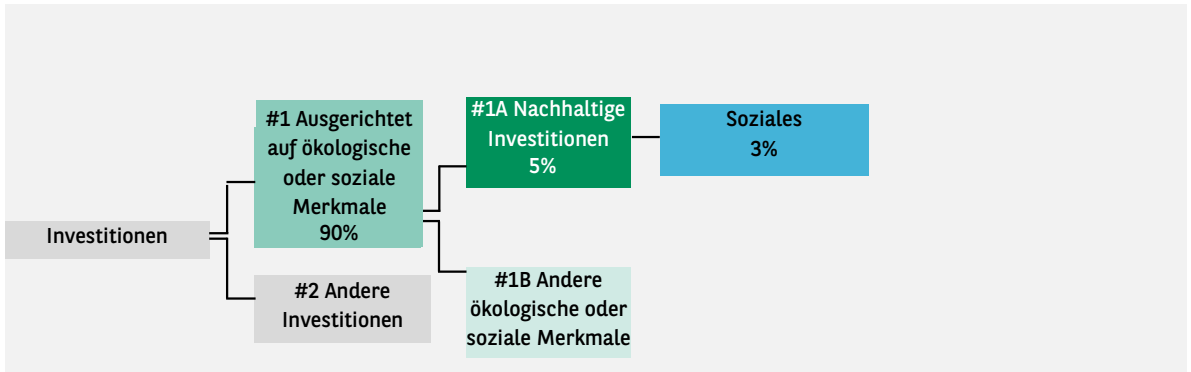 Investitionen
#1 Ausgerichtet
auf ökologische
oder soziale
Merkmale
90%
#2 Andere
Investitionen
#1A Nachhaltige
Investitionen
5%
#1B Andere
ökologische oder
soziale Merkmale
Soziales
3%